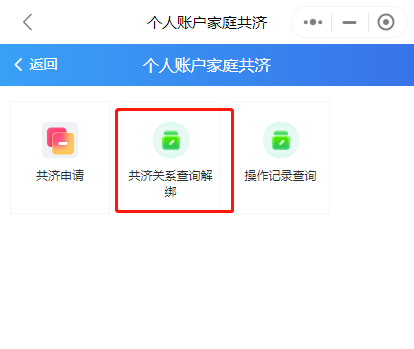 个人账户家庭共济
返回
个人账户家庭共济
共济申请
共济关系查询解
绑
操作记录查询